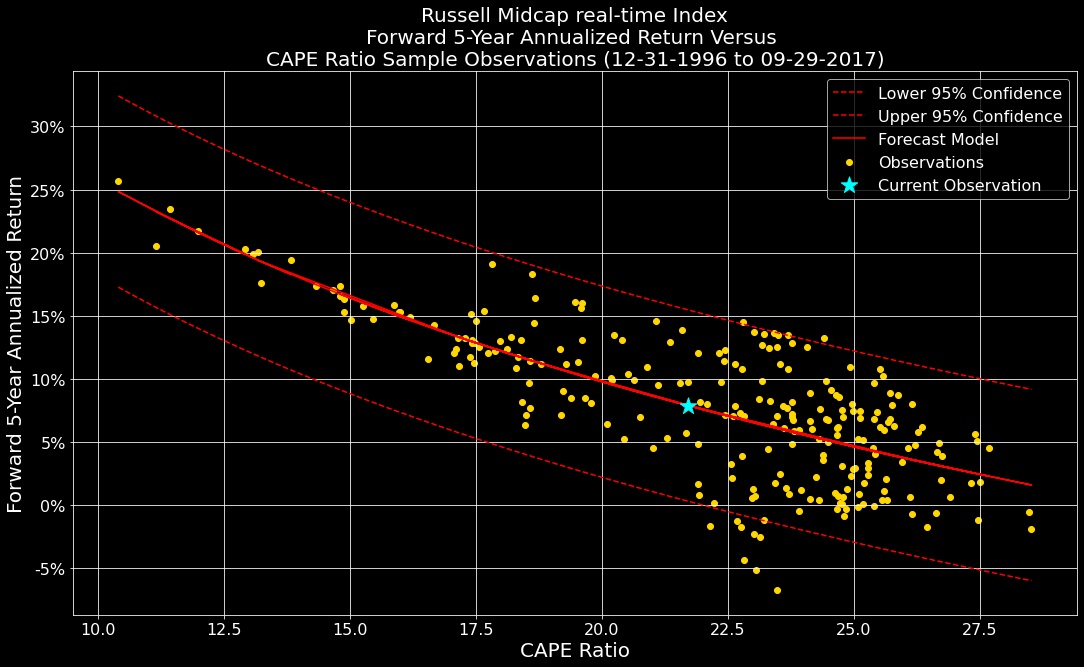 Russell Midcap real-time Index
Forward 5-Year Annualized Return Versus
CAPE Ratio Sample Observations (12-31-1996 to 09-29-2017)
Lower 95% Confidence
Upper 95% Confidence
Forecast Model
Observations
Current Observation
Forward 5-Year Annualized Return
30%
25%
20%
15%
10%
5%
0%
-5%
10.0 12.5 15.0 17.5 20.0 22.5 25.0 27.5
CAPE Ratio